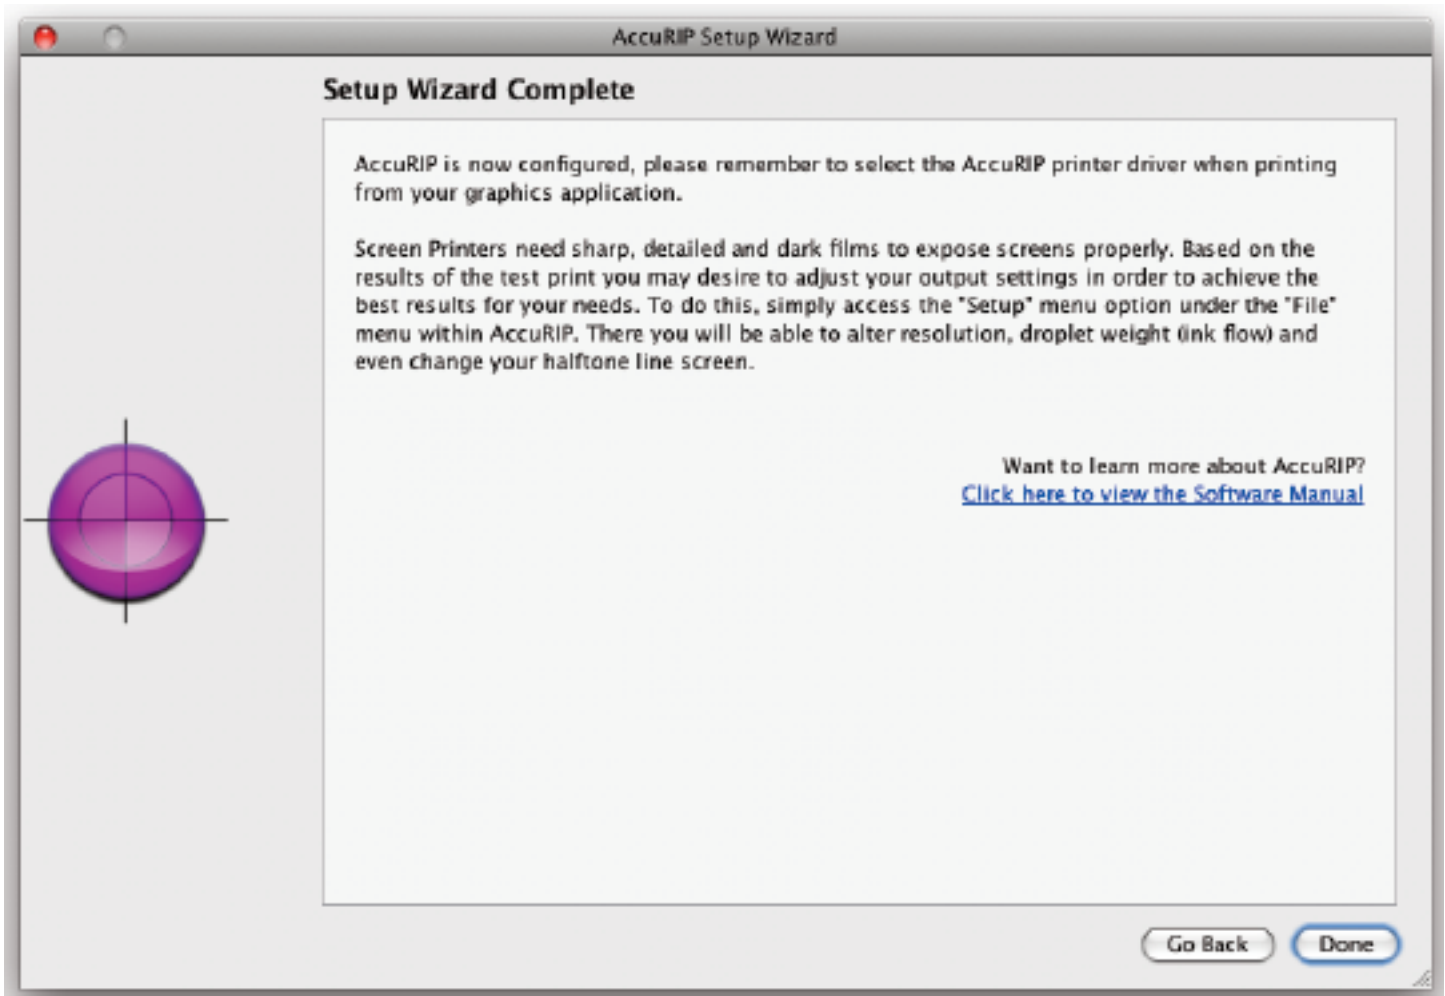 AccuRIP Setup Wizard
Setup Wizard Complete
AccuRIP is now configured, please remember to select the AccuRIP printer driver when printing
from your graphics application.
Screen Printers need sharp, detailed and dark films to expose screens properly. Based on the
results of the test print you may desire to adjust your output settings in order to achieve the
best results for your needs. To do this, simply access the "Setup" menu option under the "File"
menu within AccuRIP. There you will be able to alter resolution, droplet weight (ink flow) and
even change your halftone line screen.
Want to learn more about AccuRIP?
Click here to view the Software Manual
Go Back
Done